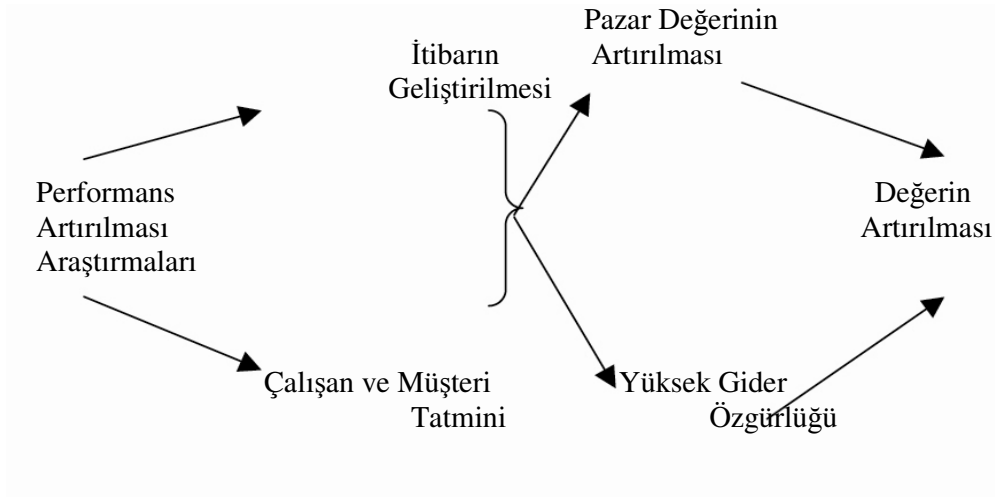 Pazar Değerinin
Artırılması
İtibarın
Geliştirilmesi
Performans
Artırılması
Araştırmaları
Değerin
Artırılması
Çalışan ve Müşteri
Tatmini
Yüksek Gider
Özgürlüğü